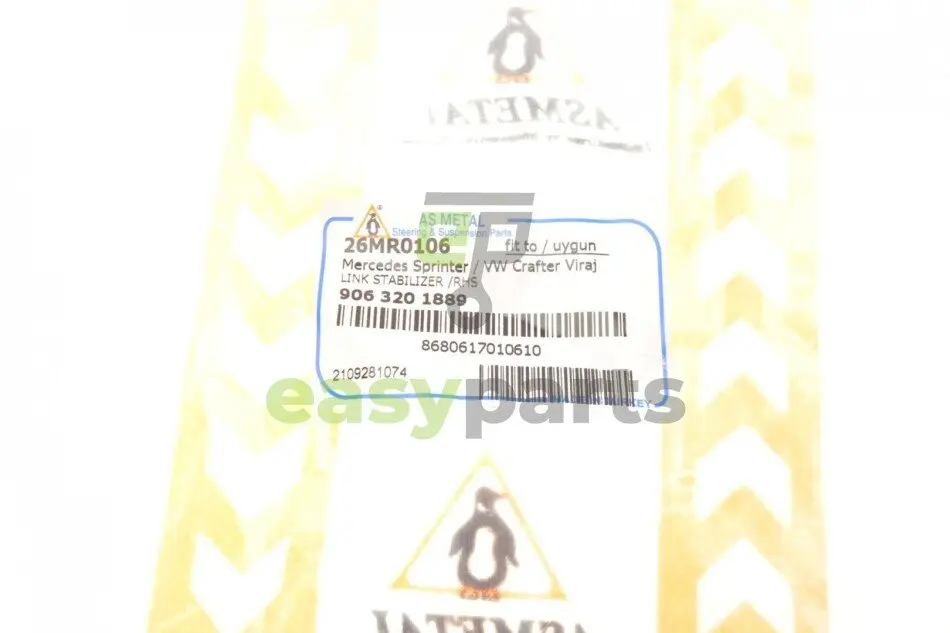 ASMETAL
AS METAL
Steering & Suspension Parts
26MR0106 fit to / uygun
Mercedes Sprinter / VW Crafter Viraj
LINK STABILIZER /RHS
906 320 1889
8680617010610
2109281074
easyparts
TURKEY
ASMETAL